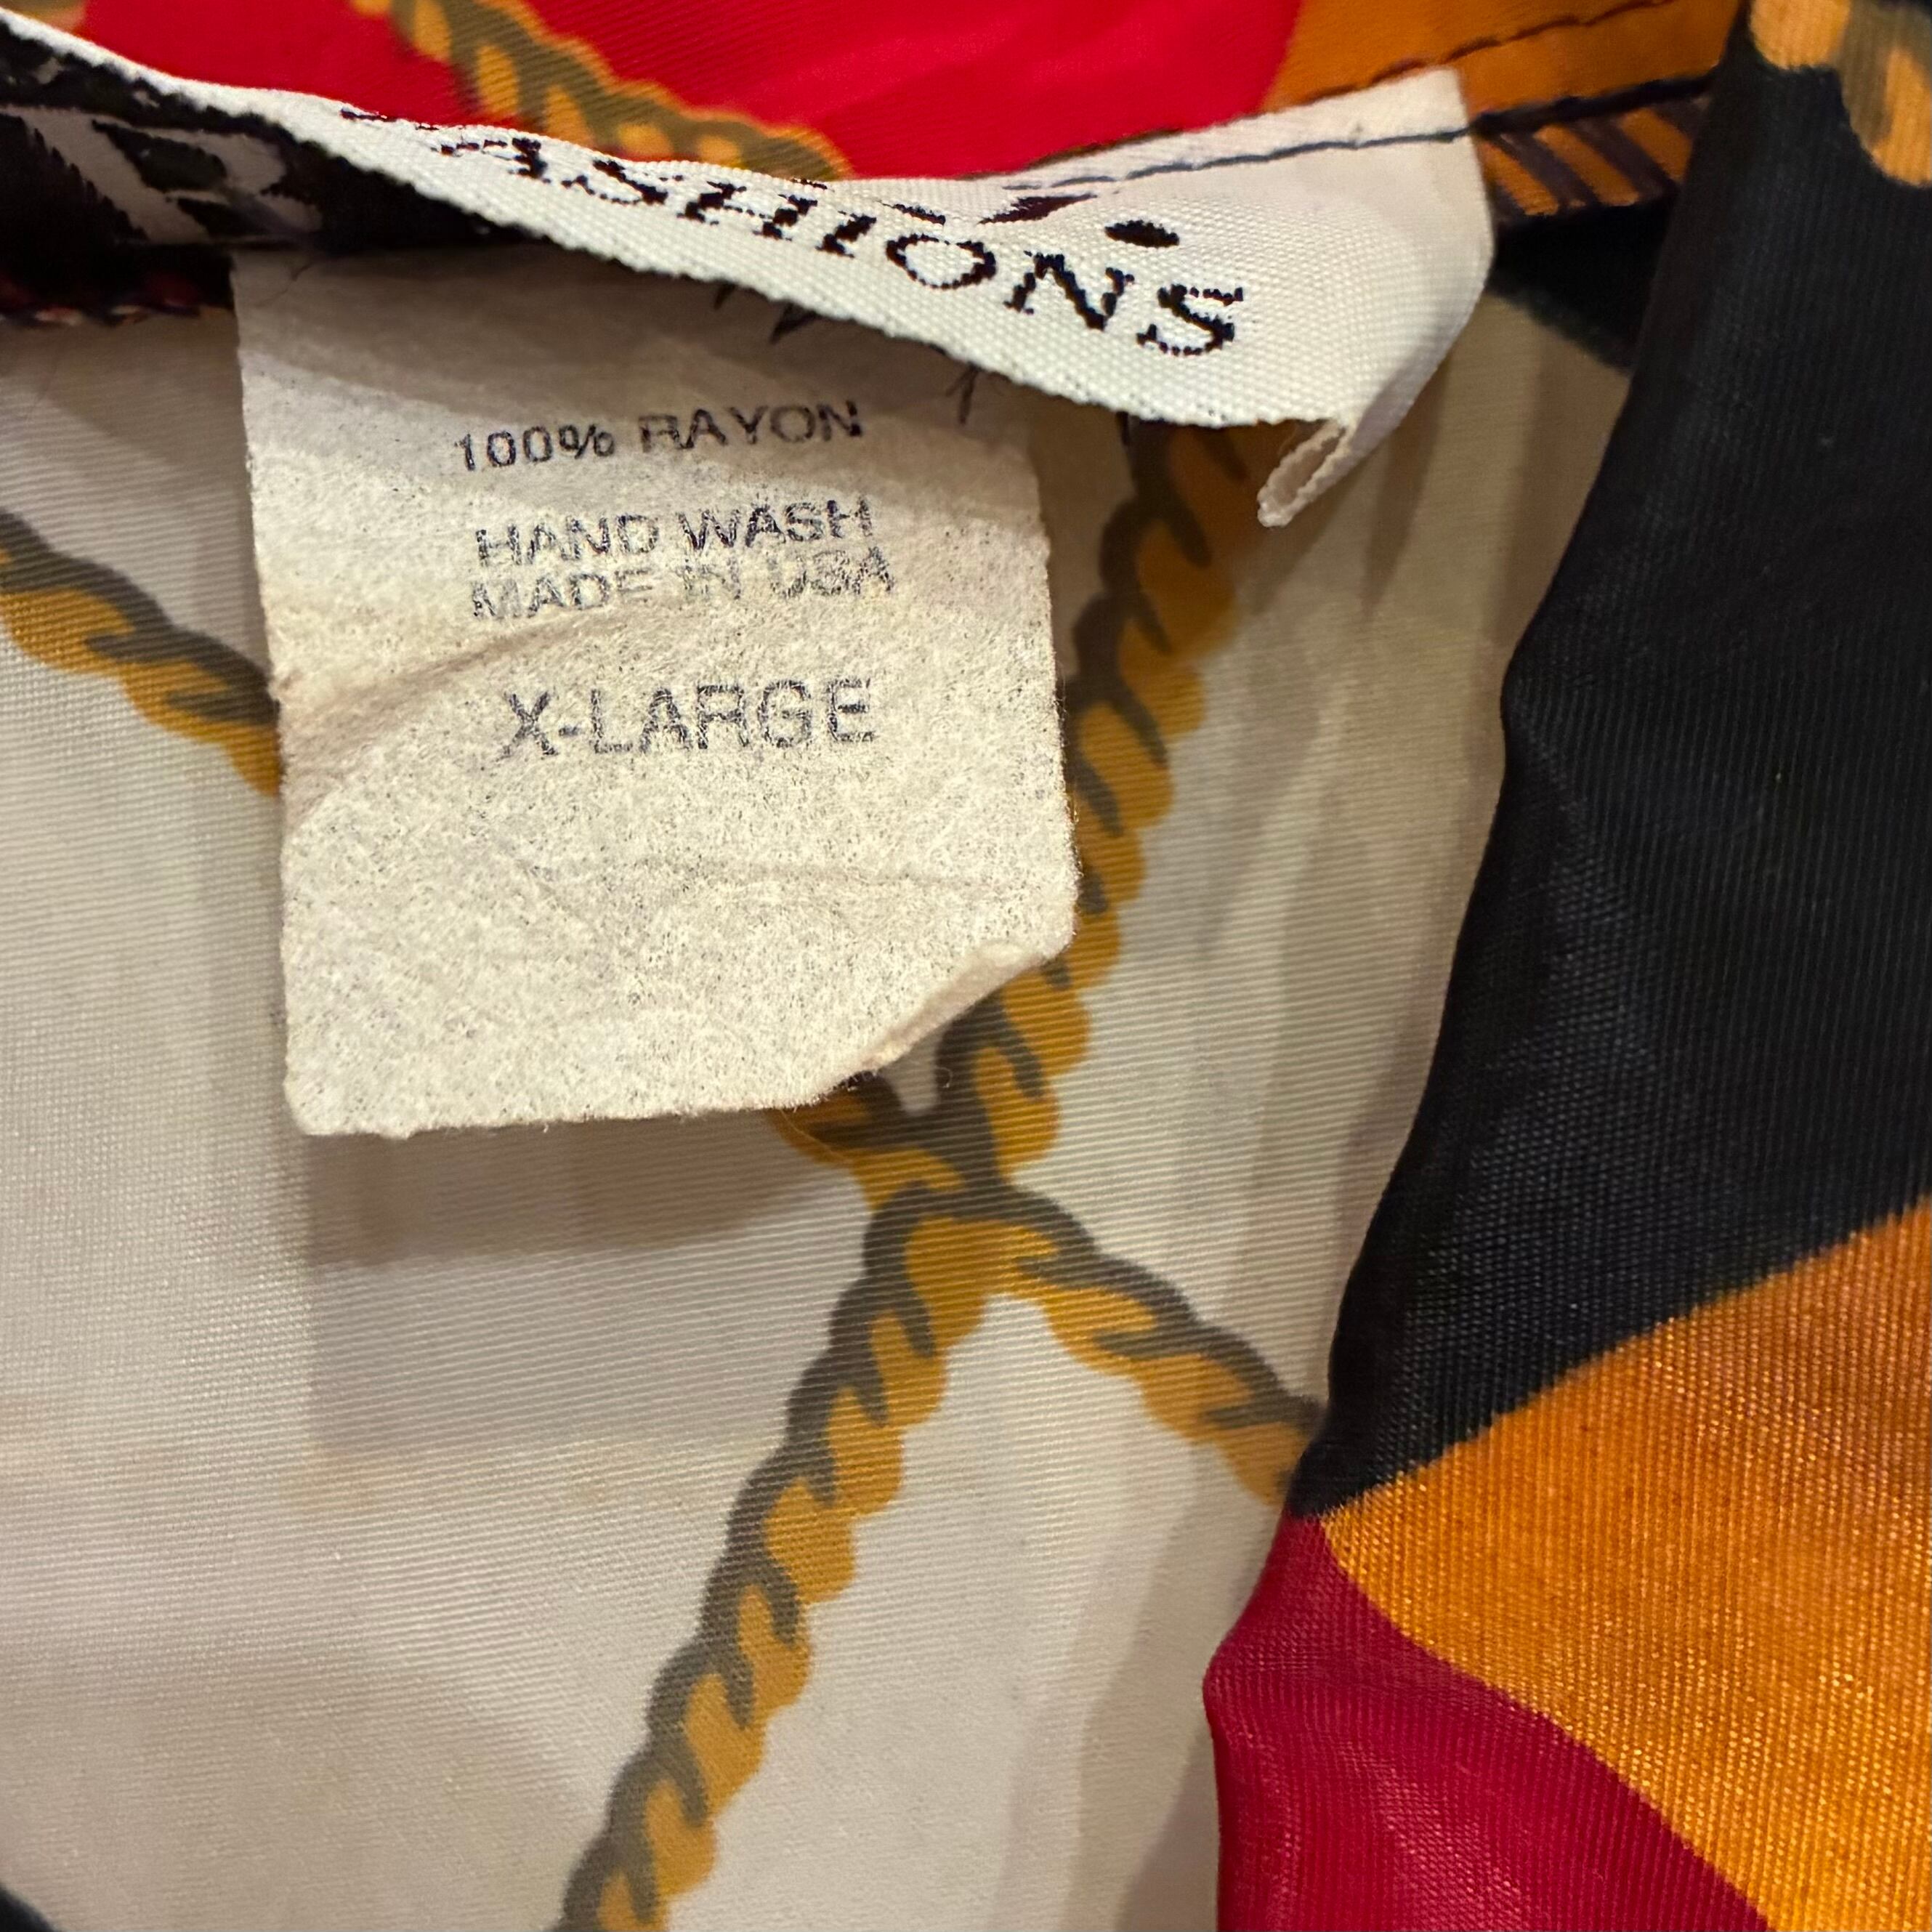 FASHIONS
100% RAYON
HAND WASH
MADE IN USA
X-LARGE